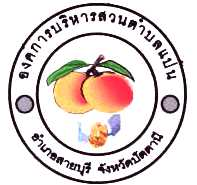 องค์การบริหารส่วนตำบลแป้น
อำเภอสายบุรี จังหวัดปัตตานี